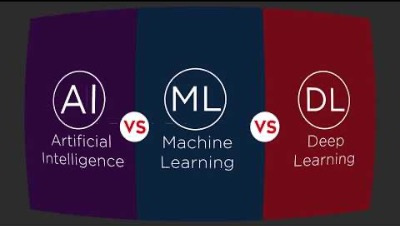 AI
Artificial
Intelligence
VS
ML
Machine
Learning
VS
DL
Deep
Learning